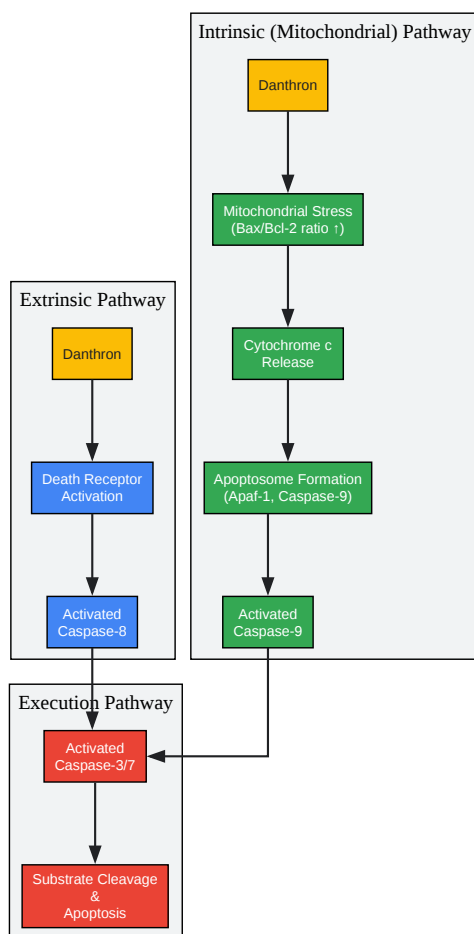 Intrinsic (Mitochondrial) Pathway
Danthron
Mitochondrial Stress
(Bax/Bcl-2 ratio ↑)
Cytochrome c
Release
Apoptosome Formation
(Apaf-1, Caspase-9)
Activated
Caspase-9
Extrinsic Pathway
Danthron
Death Receptor
Activation
Activated
Caspase-8
Execution Pathway
Activated
Caspase-3/7
Substrate Cleavage
&
Apoptosis